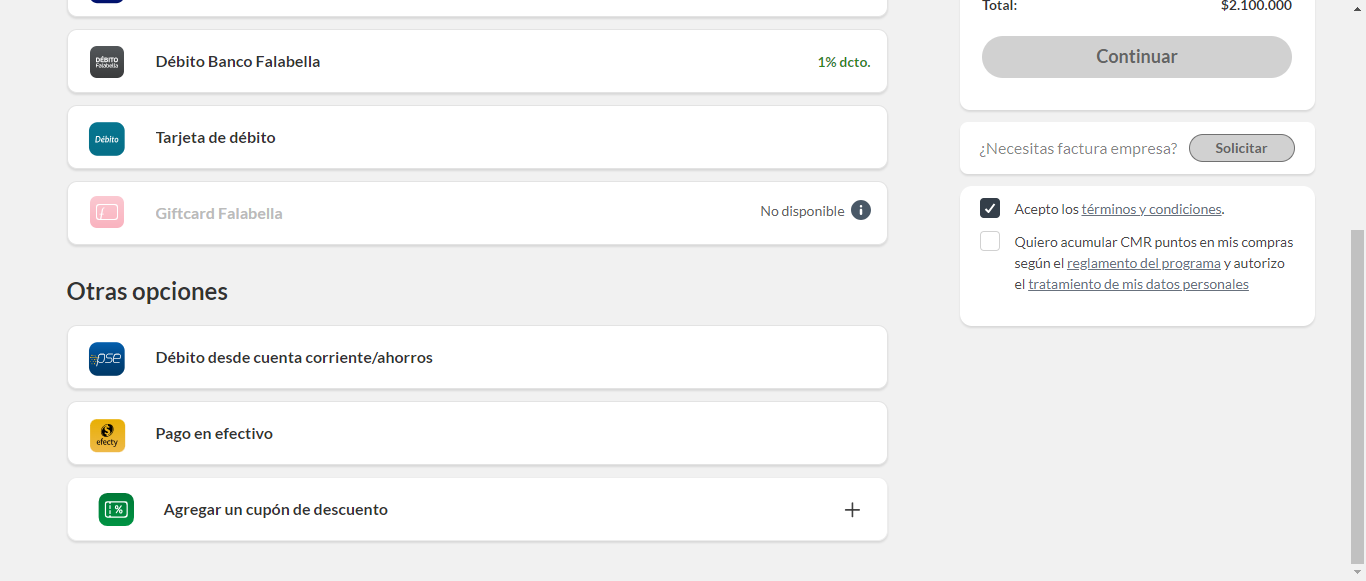 DÉBITO
Falabella
Débito Banco Falabella
1% dcto.
Débito
Tarjeta de débito
Giftcard Falabella
No disponible
i
Otras opciones
pse
Débito desde cuenta corriente/ahorros
$
efecty
Pago en efectivo
%
Agregar un cupón de descuento
+
Total:
$2.100.000
Continuar
¿Necesitas factura empresa?
Solicitar
Acepto los términos y condiciones.
Quiero acumular CMR puntos en mis compras
según el reglamento del programa y autorizo
el tratamiento de mis datos personales